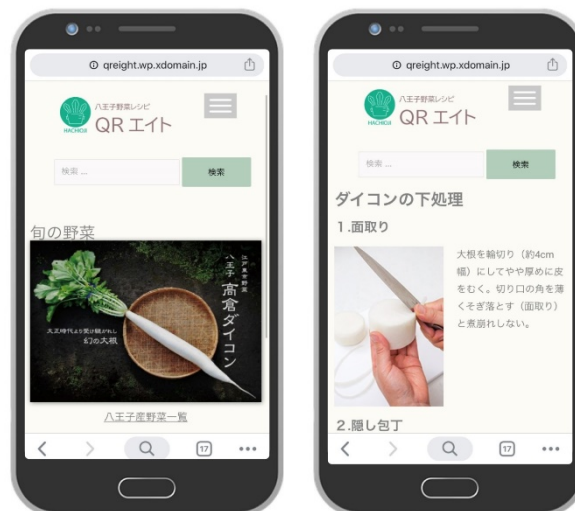 qreight.wp.xdomain.jp
八王子野菜レシピ
QR エイト
HACHIOJI
検索 ...
検索
旬の野菜
江戸東京野菜
八王子 高倉ダイコン
大正時代より受け継がれし
幻の大根
八王子産野菜一覧
17
qreight.wp.xdomain.jp
八王子野菜レシピ
QR エイト
HACHIOJI
検索 ...
検索
ダイコンの下処理
1.面取り
大根を輪切り(約4cm
幅)にしてやや厚めに皮
をむく。切り口の角を薄
くそぎ落とす(面取り)
と煮崩れしない。
2.隠し包丁
17